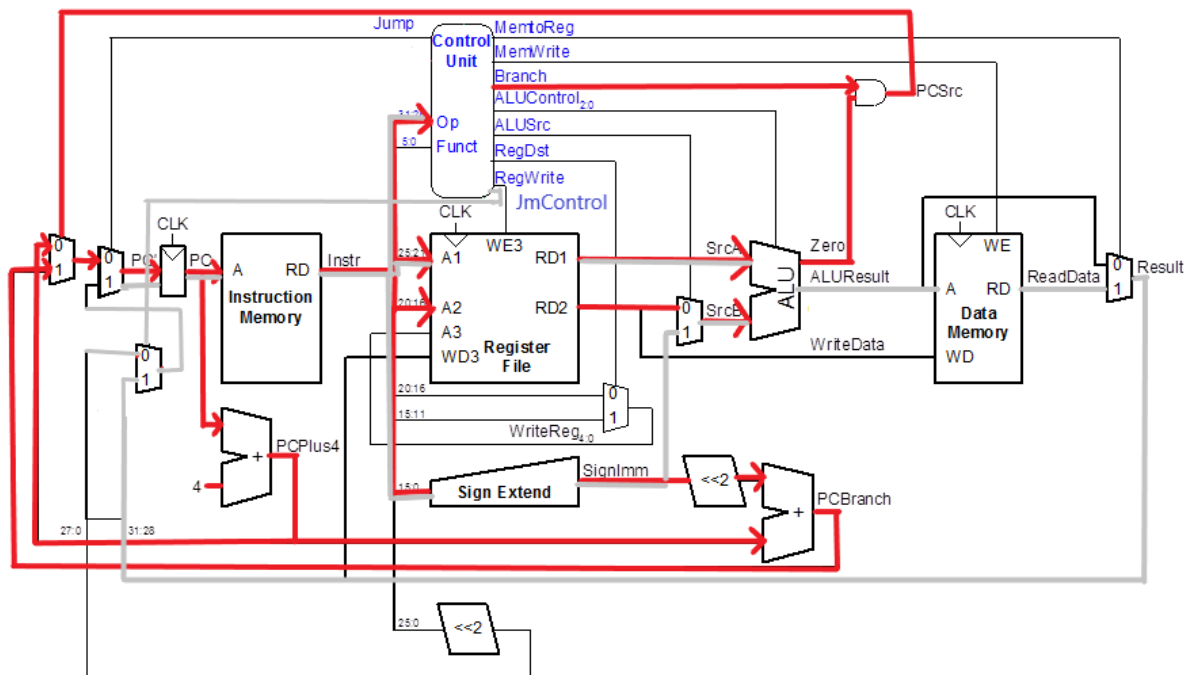 Jump
MemtoReg
Control
Unit
MemWrite
Branch
PCSrc
ALUControl2:0
Op
ALUSrc
5:0
Funct
RegDst
RegWrite
JmControl
CLK
CLK
CLK
0
1
0
1
PC'
PC
A
RD
Instr
Instruction
Memory
25:21
A1
WE3
RD1
SrcA
Zero
WE
0
1
Result
20:16
A2
RD2
0
1
SrcB
ALU
ALUResult
A
RD
ReadData
Data
Memory
A3
WD3
Register
File
WriteData
WD
0
1
20:16
0
15:11
1
WriteReg4:0
PCPlus4
+
4
15:0
Sign Extend
SignImm
<<2
PCBranch
+
27:0
31:28
25:0
<<2